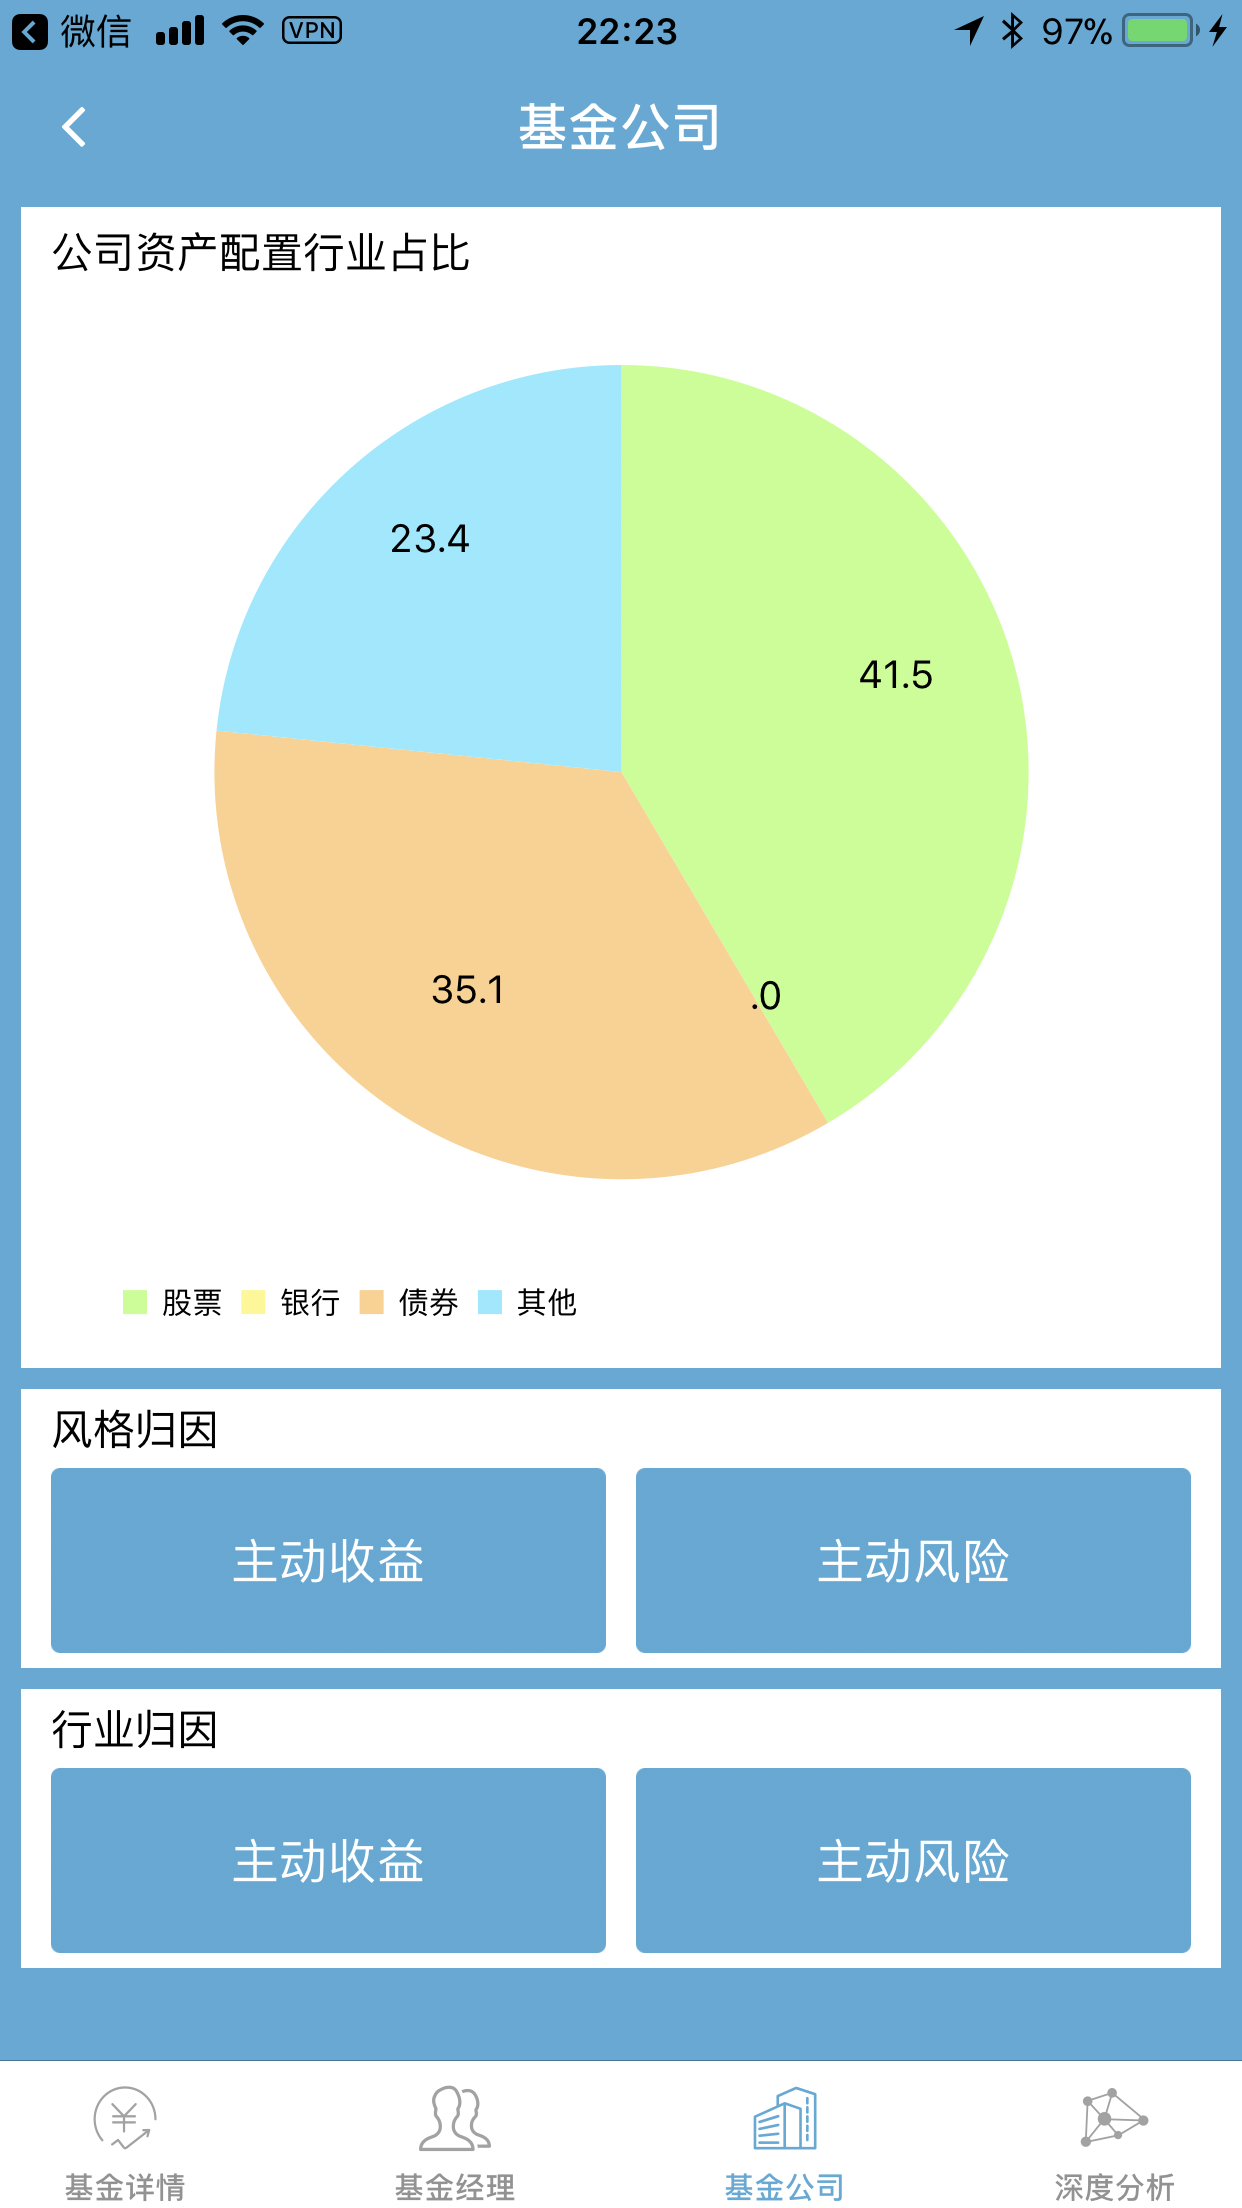 微信 VPN 22:23 97%
基金公司
公司资产配置行业占比
23.4
41.5
35.1
.0
股票 银行 债券 其他
风格归因
主动收益 主动风险
行业归因
主动收益 主动风险
基金详情 基金经理 基金公司 深度分析